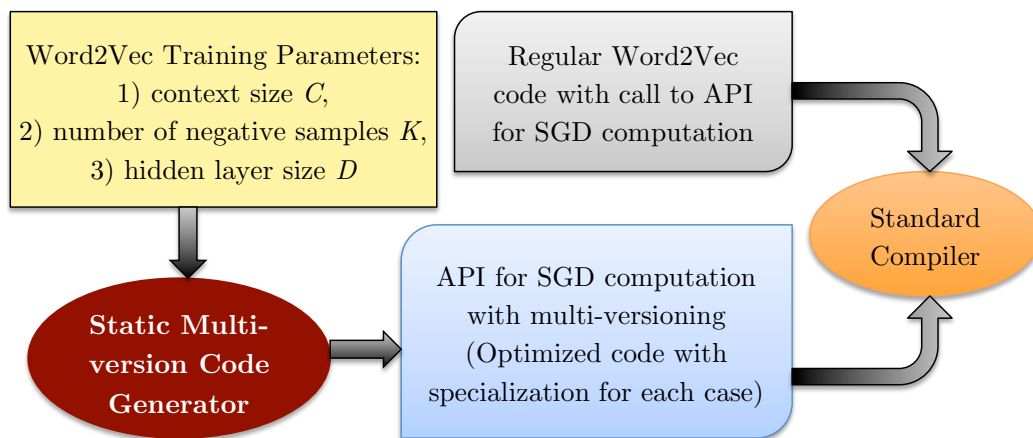 Word2Vec Training Parameters:
1) context size C,
2) number of negative samples K,
3) hidden layer size D
Regular Word2Vec
code with call to API
for SGD computation
Standard
Compiler
Static Multi-
version Code
Generator
API for SGD computation
with multi-versioning
(Optimized code with
specialization for each case)